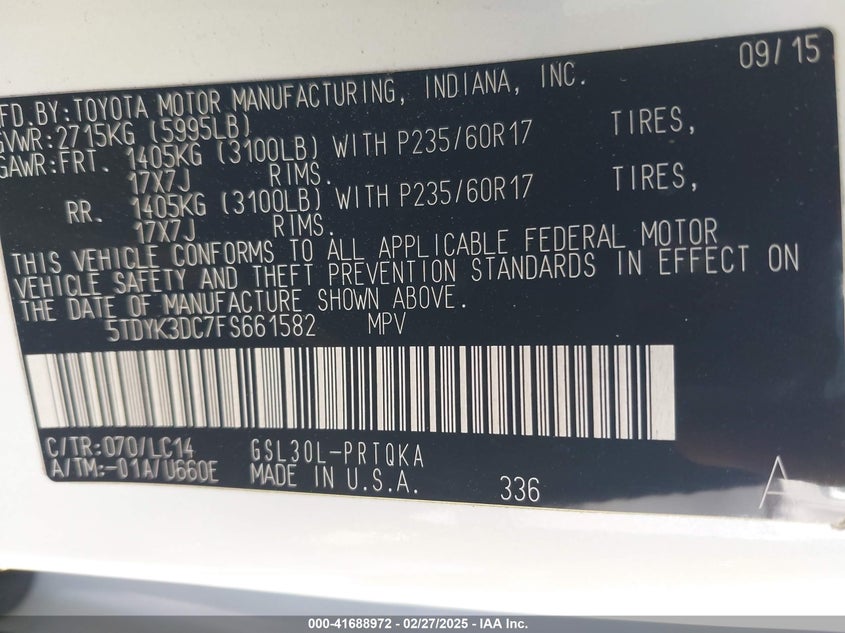 09/15
MFD.BY:TOYOTA MOTOR MANUFACTURING, INDIANA, INC.
GVWR:2715KG (5995LB)
GAWR:FRT. 1405KG (3100LB) WITH P235/60R17 TIRES,
17X7J RIMS.
RR. 1405KG (3100LB) WITH P235/60R17 TIRES,
17X7J RIMS.
THIS VEHICLE CONFORMS TO ALL APPLICABLE FEDERAL MOTOR
VEHICLE SAFETY AND THEFT PREVENTION STANDARDS IN EFFECT ON
THE DATE OF MANUFACTURE SHOWN ABOVE.
5TDYK3DC7FS661582 MPV
C/TR:070/LC14 GSL30L-PRTQKA
A/TM:-01A/U660E MADE IN U.S.A. 336
A
000-41688972 — 02/27/2025 — IAA Inc.